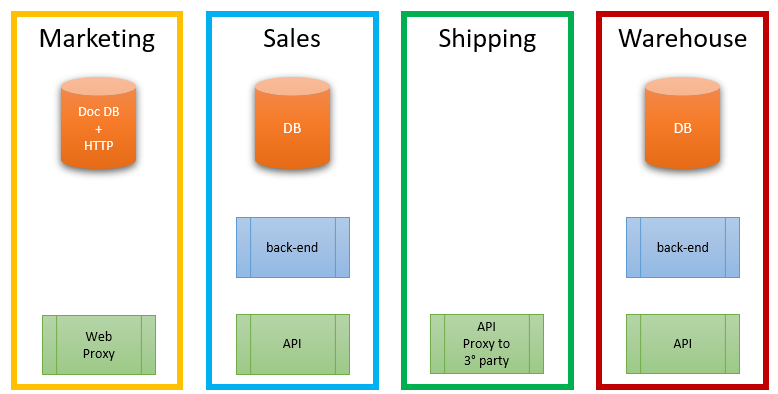 Marketing
Doc DB
+
HTTP
Web
Proxy
Sales
DB
back-end
API
Shipping
API
Proxy to
3° party
Warehouse
DB
back-end
API